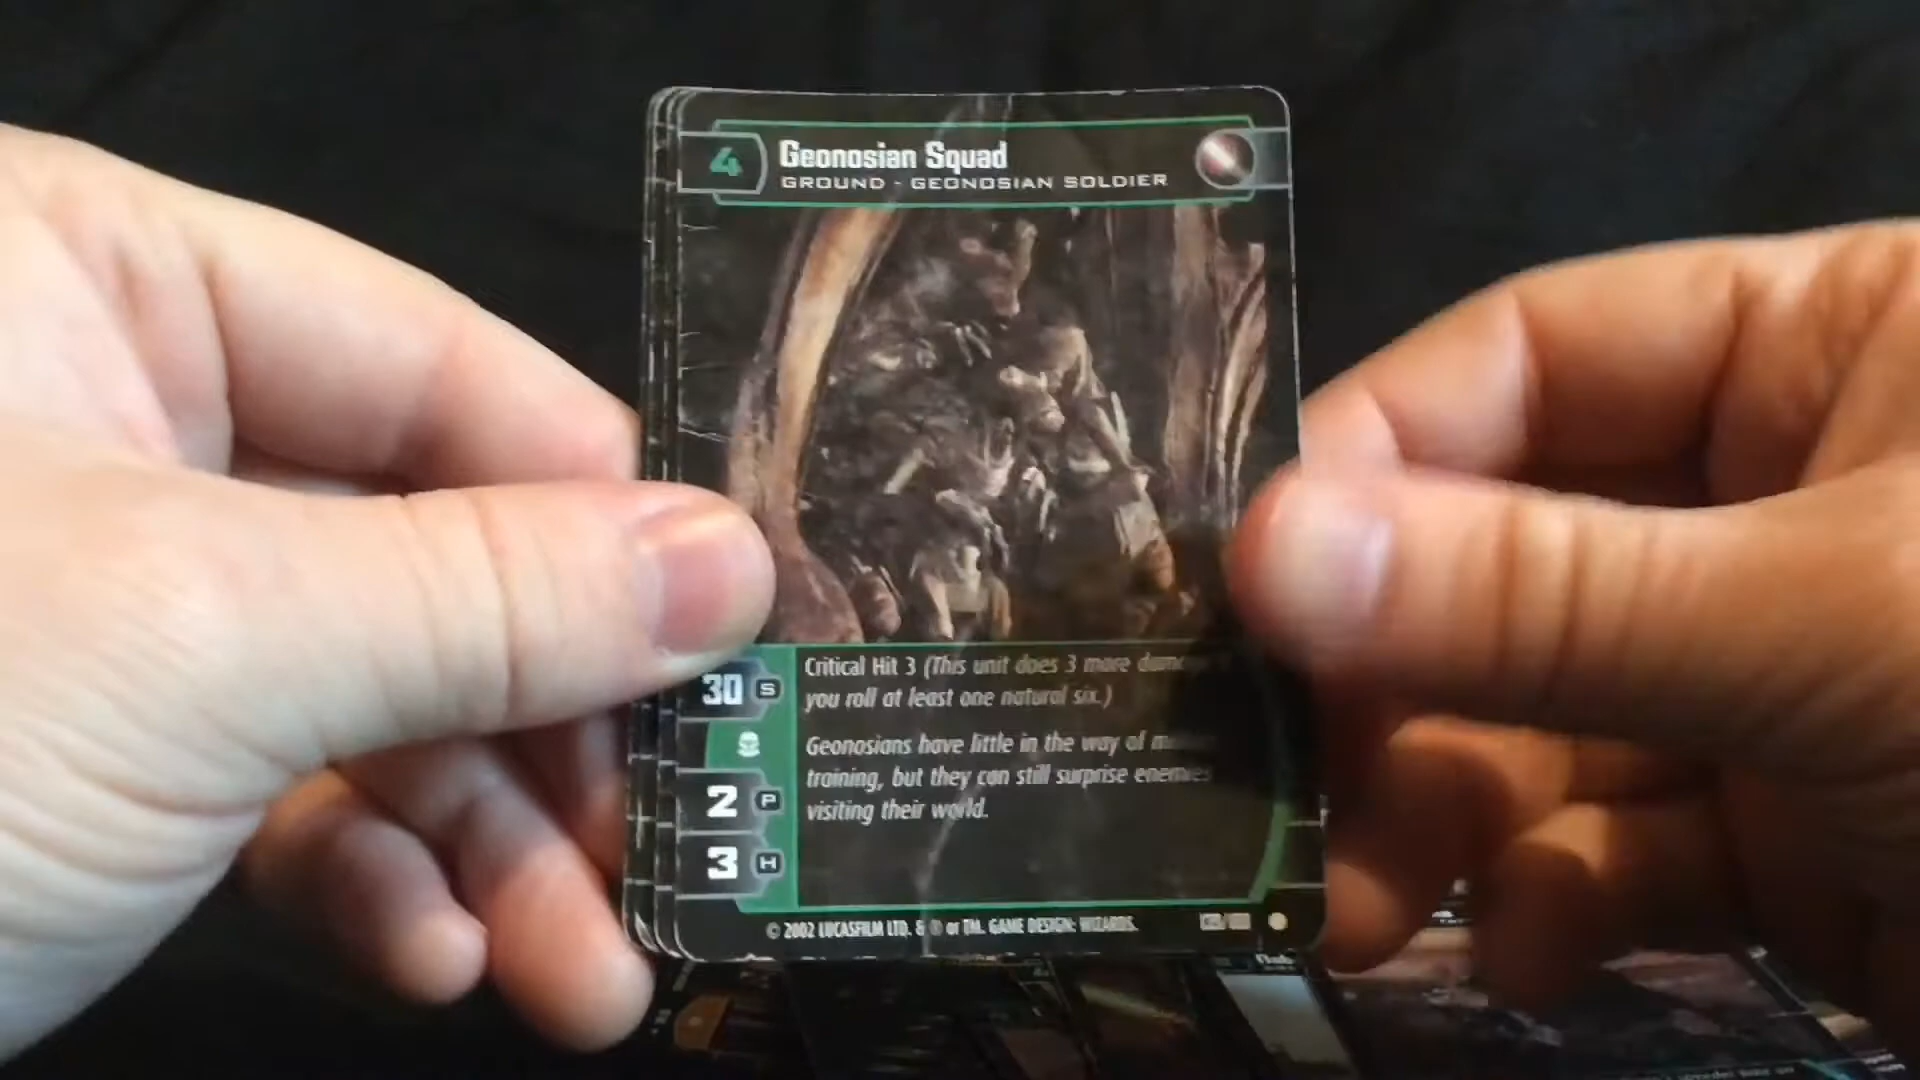 4
Geonosian Squad
GROUND - GEONOSIAN SOLDIER
30 S
Critical Hit 3 (This unit does 3 more
you roll at least one natural six.)
Geonosians have little in the way of
training, but they can still surprise enemies
visiting their world.
2 P
3 H
© 2002 LUCASFILM LTD. & ® or TM. GAME DESIGN: WIZARDS.